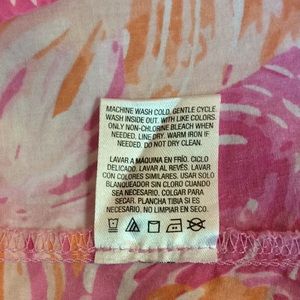 MACHINE WASH COLD, GENTLE CYCLE
WASH INSIDE OUT. WITH LIKE COLORS.
ONLY NON-CHLORINE BLEACH WHEN
NEEDED. LINE DRY. WARM IRON IF
NEEDED. DO NOT DRY CLEAN.
LAVAR A MAQUINA EN FRÍO. CICLO
DELICADO. LAVAR AL REVÉS. LAVAR
CON COLORES SIMILARES. USAR SOLO
BLANQUEADOR SIN CLORO CUANDO
SEA NECESARIO. COLGAR PARA
SECAR. PLANCHA TIBIA SI ES
NECESARIO. NO LAVAR EN SECO.